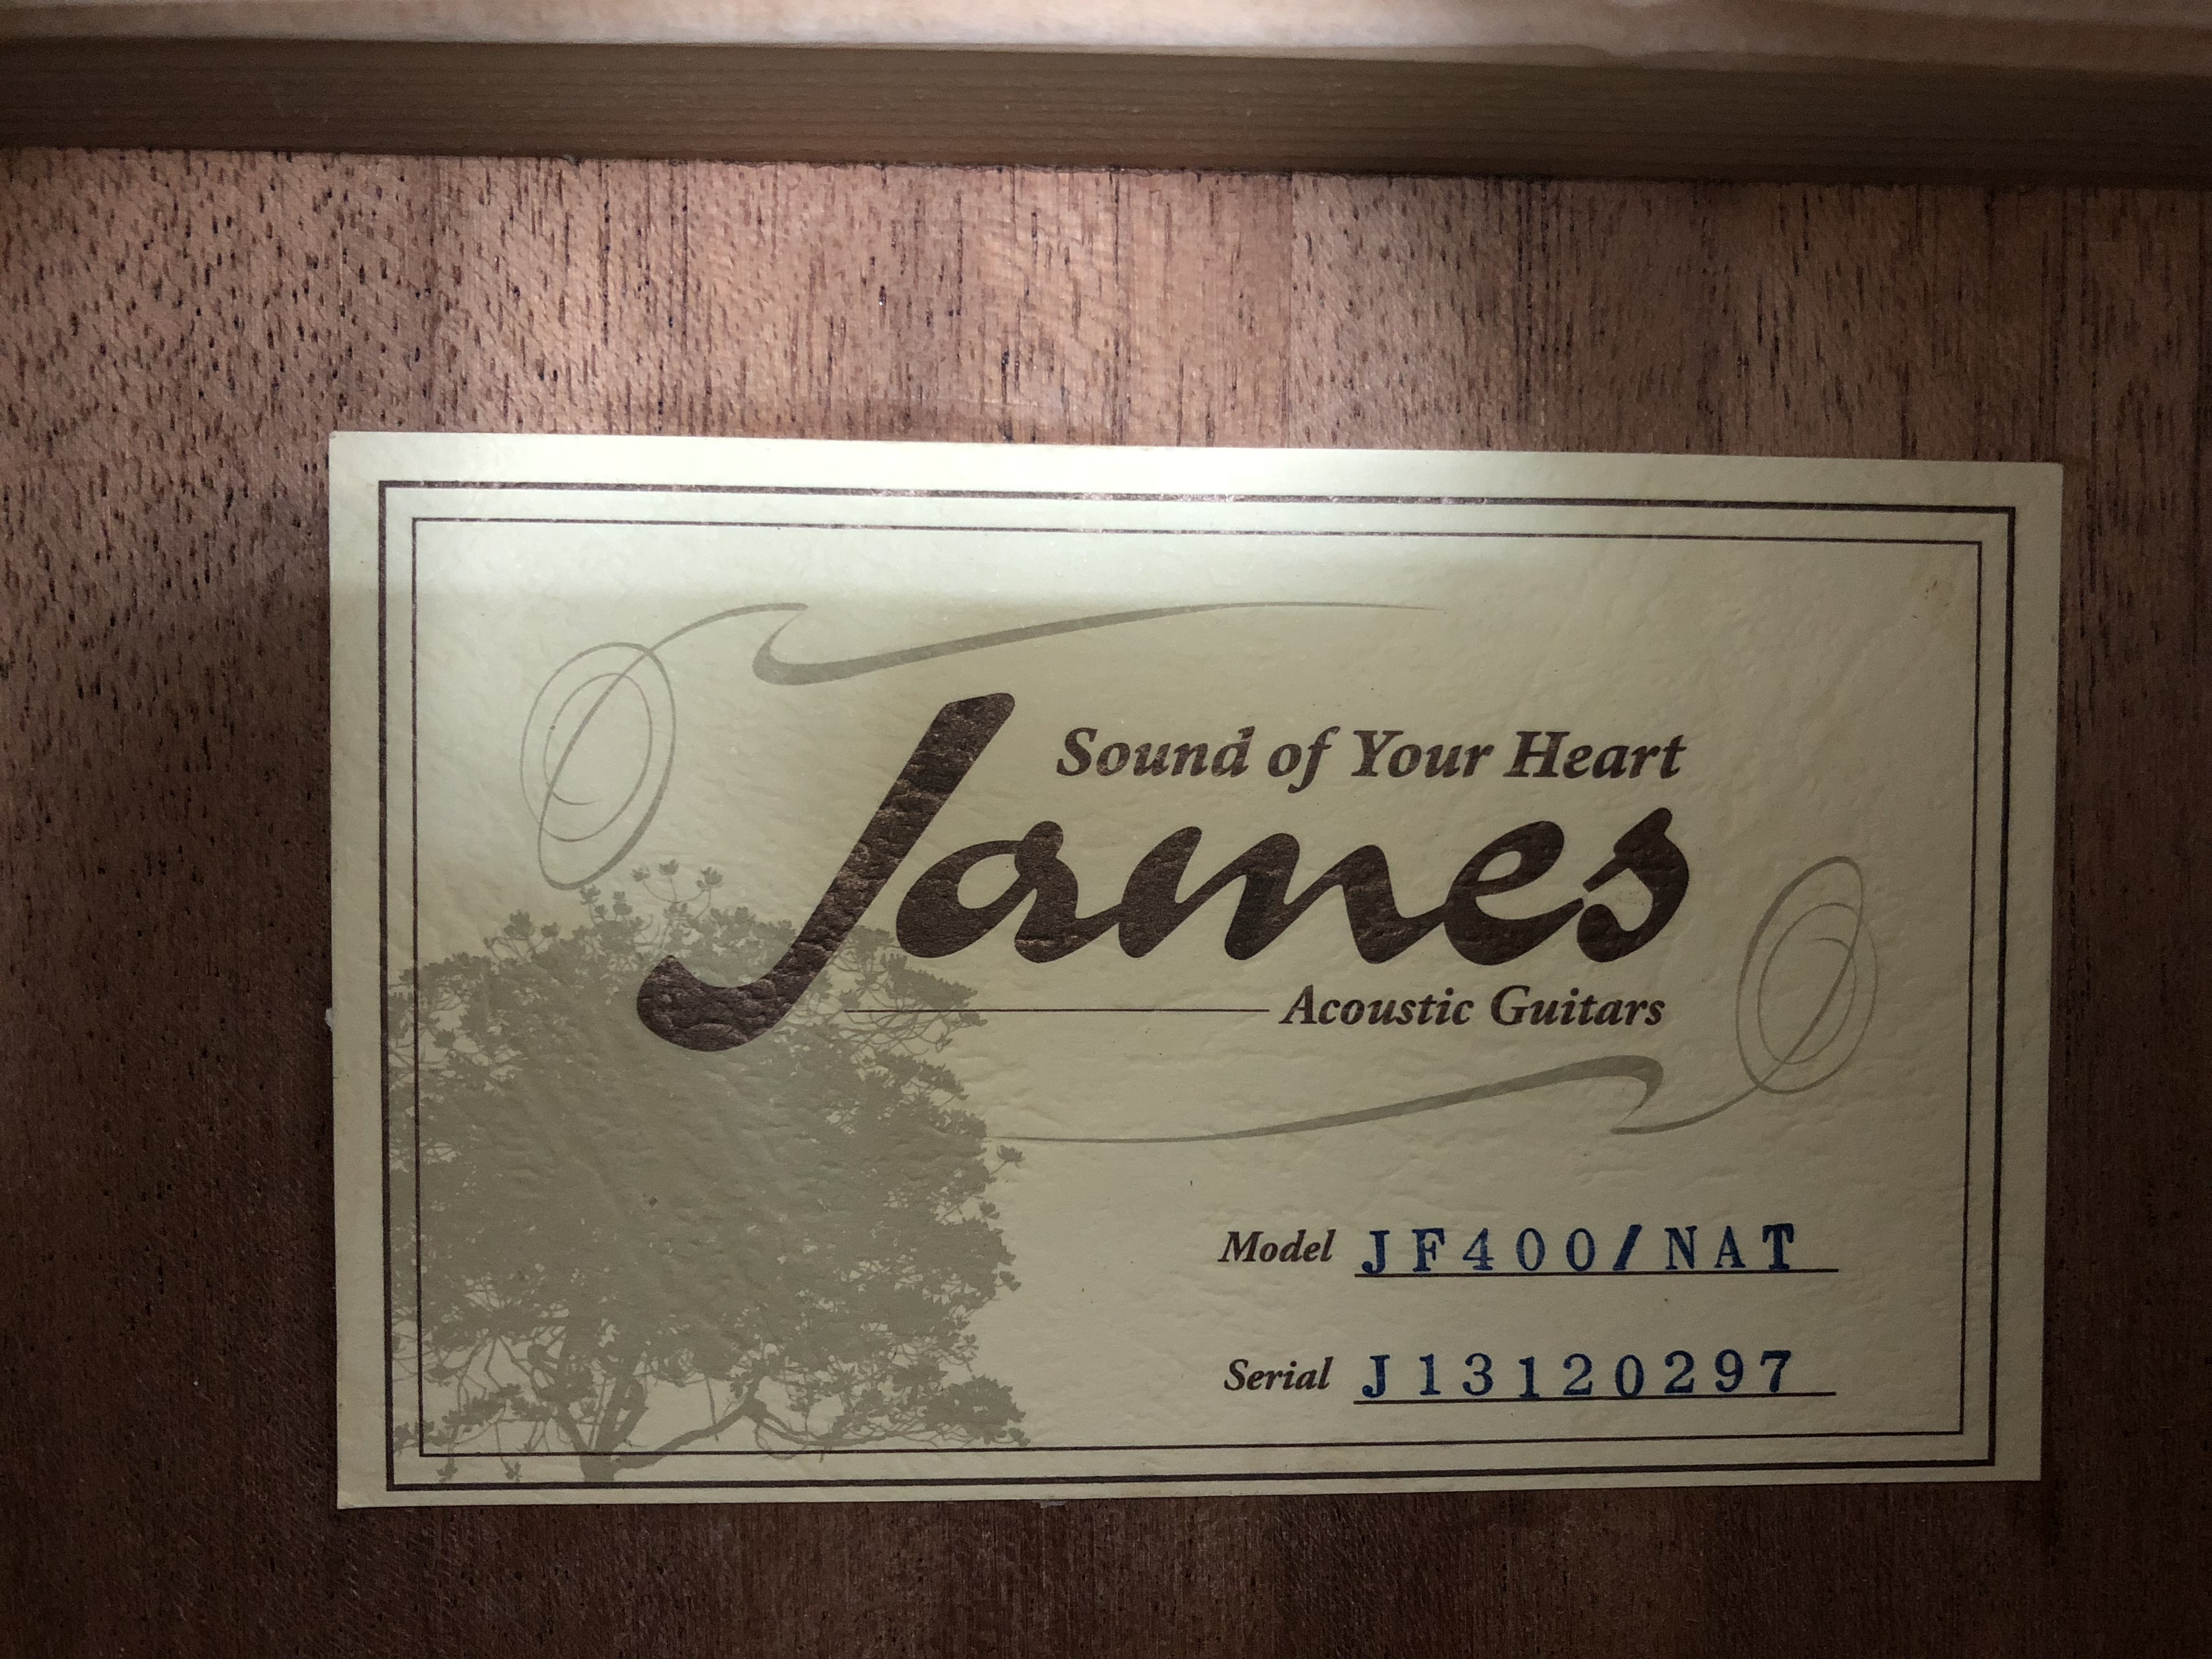 Sound of Your Heart
James
Acoustic Guitars
Model JF400/NAT
Serial J13120297